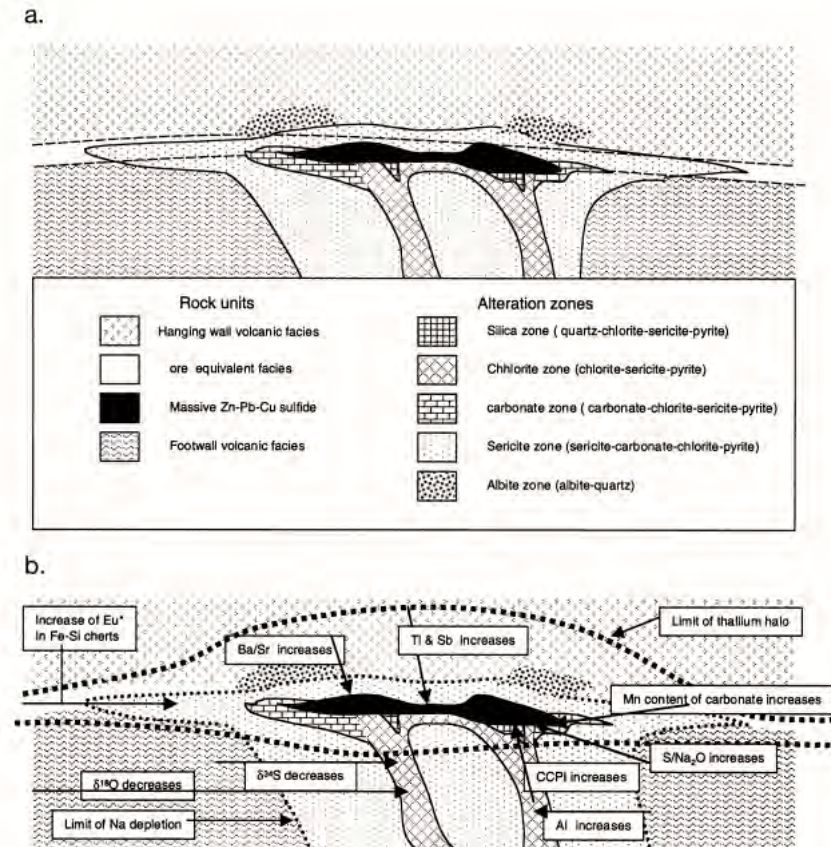 a.
Rock units
Hanging wall volcanic facies
ore equivalent facies
Massive Zn-Pb-Cu sulfide
Footwall volcanic facies
Alteration zones
Silica zone ( quartz-chlorite-sericite-pyrite)
Chhlorite zone (chlorite-sericite-pyrite)
carbonate zone ( carbonate-chlorite-sericite-pyrite)
Sericite zone (sericite-carbonate-chlorite-pyrite)
Albite zone (albite-quartz)
b.
Increase of Eu*
in Fe-Si cherts
Ba/Sr increases
Tl & Sb increases
Limit of thallium halo
Mn content of carbonate increases
S/Na₂O increases
δ³⁴S decreases
CCPI increases
δ¹⁸O decreases
Limit of Na depletion
AI increases